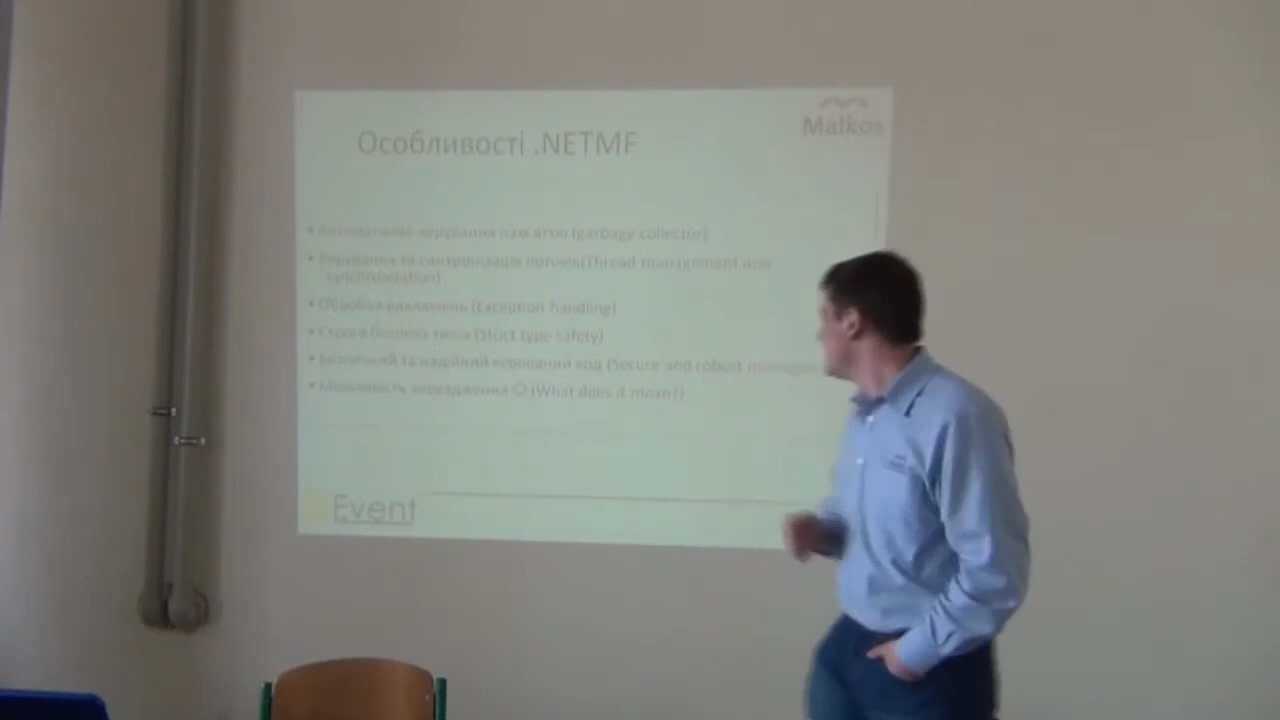 Особливості .NETMF
Malkos
• Автоматичне керування пам'яттю (garbage collector)
• Керування та синхронізація потоків(Thread management and
synchronization)
• Обробка виключень (Exception handling)
• Строга безпека типів (Strict type safety)
• Безпечний та надійний керований код (Secure and robust
• Можливість (What does it mean?)
Event